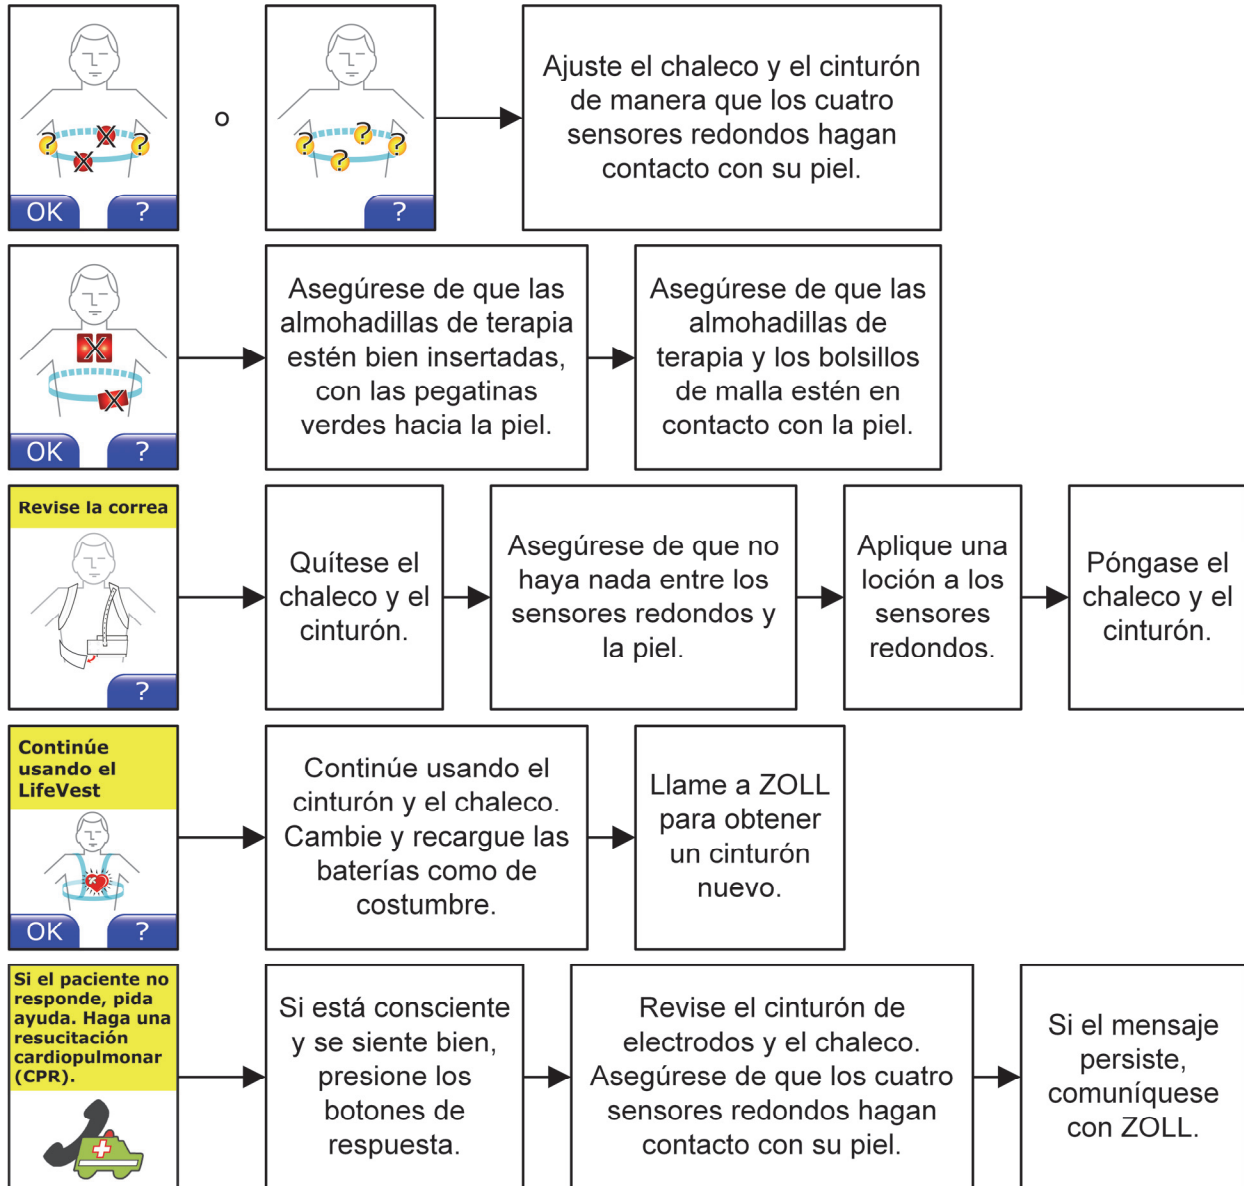 ? X ?
X
OK ?
o
? ?
? ?
?
Ajuste el chaleco y el cinturón
de manera que los cuatro
sensores redondos hagan
contacto con su piel.
X
X
OK ?
Asegúrese de que las
almohadillas de terapia
estén bien insertadas,
con las pegatinas
verdes hacia la piel.
Asegúrese de que las
almohadillas de
terapia y los bolsillos
de malla estén en
contacto con la piel.
Revise la correa
?
Quítese el
chaleco y el
cinturón.
Asegúrese de que no
haya nada entre los
sensores redondos y
la piel.
Aplique una
loción a los
sensores
redondos.
Póngase el
chaleco y el
cinturón.
Continúe
usando el
LifeVest
OK ?
Continúe usando el
cinturón y el chaleco.
Cambie y recargue las
baterías como de
costumbre.
Llame a ZOLL
para obtener
un cinturón
nuevo.
Si el paciente no
responde, pida
ayuda. Haga una
resucitación
cardiopulmonar
(CPR).
Si está consciente
y se siente bien,
presione los
botones de
respuesta.
Revise el cinturón de
electrodos y el chaleco.
Asegúrese de que los cuatro
sensores redondos hagan
contacto con su piel.
Si el mensaje
persiste,
comuníquese
con ZOLL.